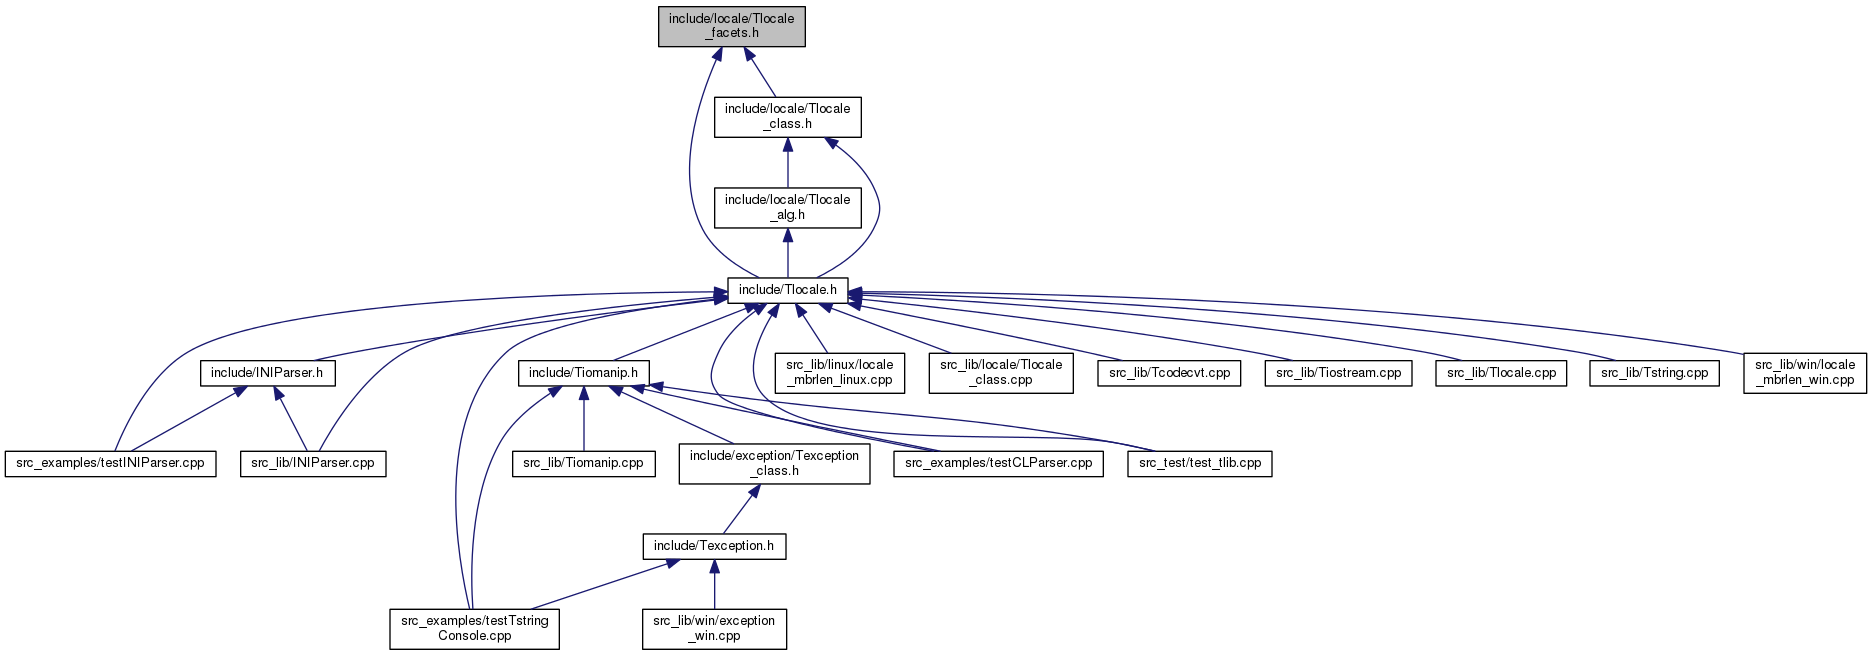 include/locale/Tlocale
_facets.h
include/locale/Tlocale
_class.h
include/locale/Tlocale
_alg.h
include/Tlocale.h
include/INIParser.h
include/Tiomanip.h
src_lib/linux/locale
_mbrlen_linux.cpp
src_lib/locale/Tlocale
_class.cpp
src_lib/Tcodecvt.cpp
src_lib/Tiostream.cpp
src_lib/Tlocale.cpp
src_lib/Tstring.cpp
src_lib/win/locale
_mbrlen_win.cpp
src_examples/testINIParser.cpp
src_lib/INIParser.cpp
src_lib/Tiomanip.cpp
include/exception/Texception
_class.h
src_examples/testCLParser.cpp
src_test/test_tlib.cpp
include/Texception.h
src_examples/testTstring
Console.cpp
src_lib/win/exception
_win.cpp